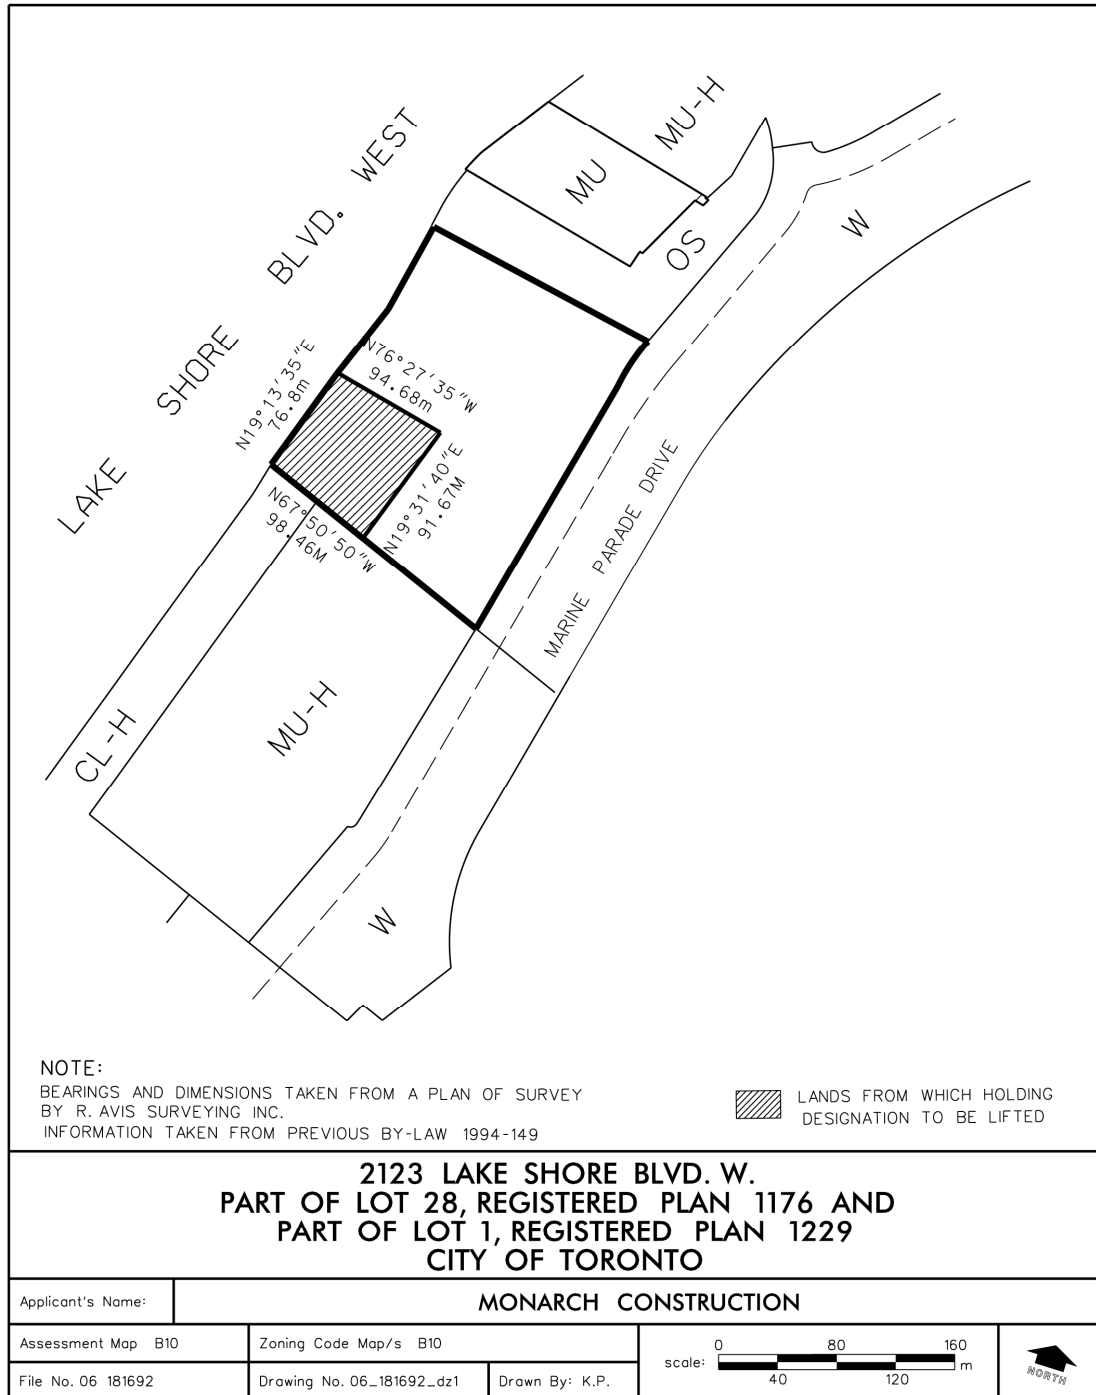 LAKE SHORE BLVD. WEST
MU
MU-H
OS
W
N76°27'35"W
94.68m
N19°13'35"E
76.8m
N19°31'40"E
91.67M
N67°50'50"W
98.46M
MARINE PARADE DRIVE
CL-H
MU-H
W
NOTE:
BEARINGS AND DIMENSIONS TAKEN FROM A PLAN OF SURVEY
BY R. AVIS SURVEYING INC.
INFORMATION TAKEN FROM PREVIOUS BY-LAW 1994-149
LANDS FROM WHICH HOLDING
DESIGNATION TO BE LIFTED
2123 LAKE SHORE BLVD. W.
PART OF LOT 28, REGISTERED PLAN 1176 AND
PART OF LOT 1, REGISTERED PLAN 1229
CITY OF TORONTO
Applicant's Name:
MONARCH CONSTRUCTION
Assessment Map B10
Zoning Code Map/s B10
File No. 06 181692
Drawing No. 06_181692_dz1
Drawn By: K.P.
scale:
0 80 160
m
40 120
NORTH